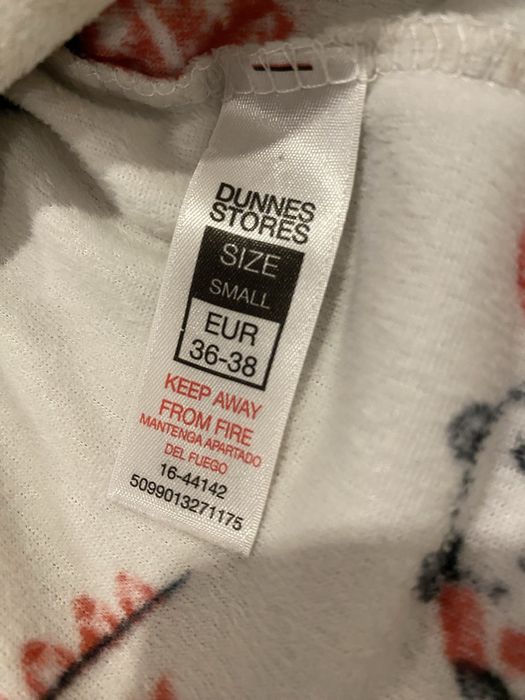 DUNNES
STORES
SIZE
SMALL
EUR
36-38
KEEP AWAY
FROM FIRE
MANTENGA APARTADO
DEL FUEGO
16-44142
5099013271175